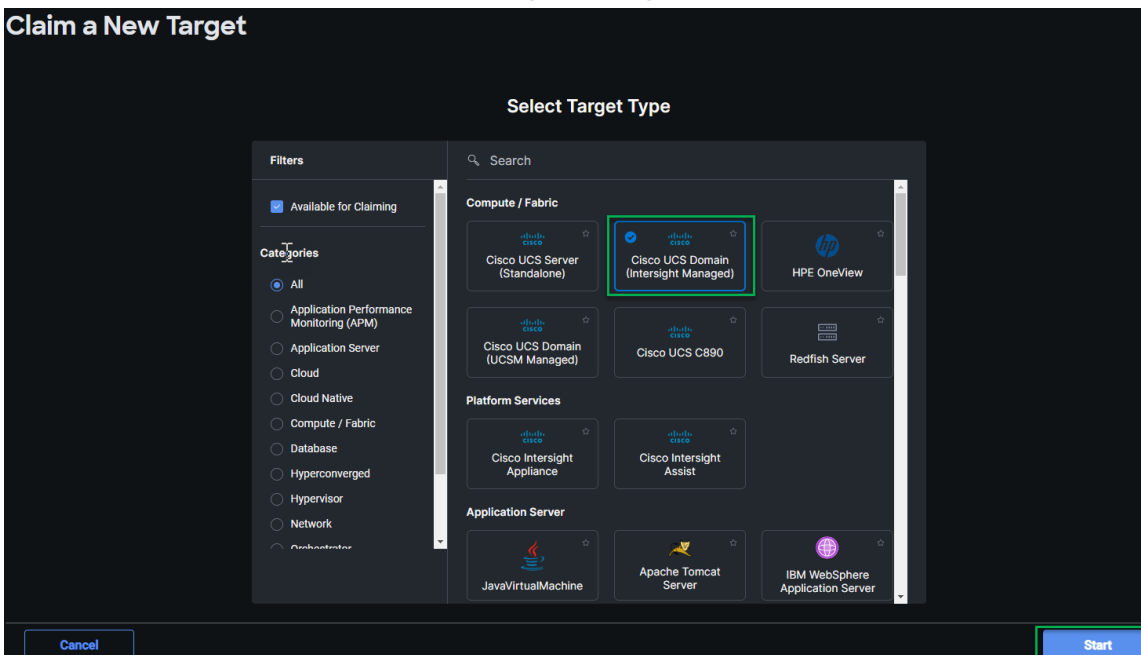 Claim a New Target
Select Target Type
Filters
Search
Available for Claiming
Categories
All
Application Performance
Monitoring (APM)
Application Server
Cloud
Cloud Native
Compute / Fabric
Database
Hyperconverged
Hypervisor
Network
Orchestrator
Compute / Fabric
CISCO
Cisco UCS Server
(Standalone)
CISCO
Cisco UCS Domain
(Intersight Managed)
hp
HPE OneView
CISCO
Cisco UCS Domain
(UCSM Managed)
CISCO
Cisco UCS C890
Redfish Server
Platform Services
CISCO
Cisco Intersight
Appliance
CISCO
Cisco Intersight
Assist
Application Server
JavaVirtualMachine
Apache Tomcat
Server
IBM WebSphere
Application Server
Cancel
Start